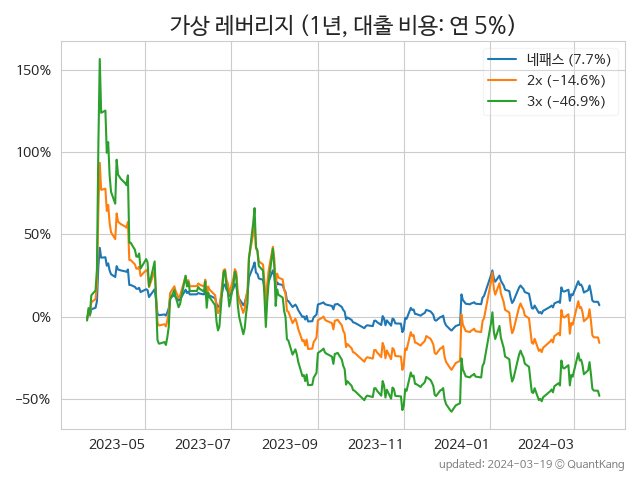 가상 레버리지 (1년, 대출 비용: 연 5%)
네패스 (7.7%)
2x (−14.6%)
3x (−46.9%)
150%
100%
50%
0%
−50%
2023-05
2023-07
2023-09
2023-11
2024-01
2024-03
updated: 2024-03-19 © QuantKang